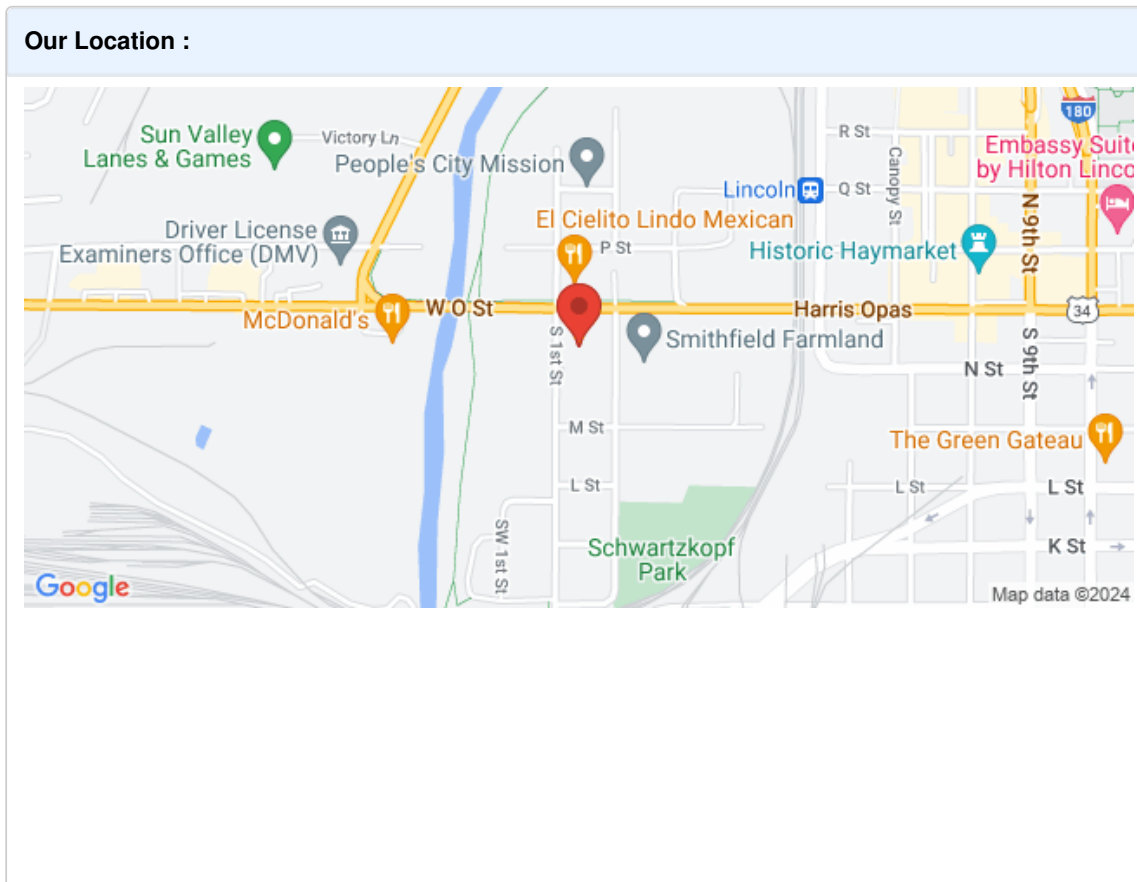 Our Location :
180
Sun Valley
Lanes & Games
Victory Ln
R St
Embassy Suit
by Hilton Linco
People's City Mission
Canopy St
Lincoln
Q St
El Cielito Lindo Mexican
N 9th St
Driver License
Examiners Office (DMV)
P St
Historic Haymarket
McDonald's
W O St
Harris Opas
34
S 1st St
Smithfield Farmland
S 9th St
N St
M St
The Green Gateau
L St
L St
L St
SW 1st St
K St
Schwartzkopf
Park
Google
Map data ©2024